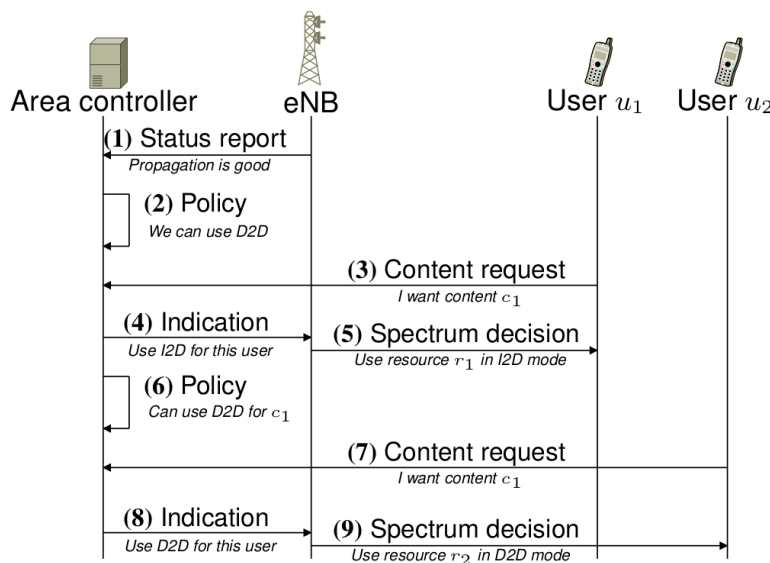 Area controller
eNB
User u₁
User u₂
(1) Status report
Propagation is good
(2) Policy
We can use D2D
(3) Content request
I want content c₁
(4) Indication
Use I2D for this user
(5) Spectrum decision
Use resource r₁ in I2D mode
(6) Policy
Can use D2D for c₁
(7) Content request
I want content c₁
(8) Indication
Use D2D for this user
(9) Spectrum decision
Use resource r₂ in D2D mode